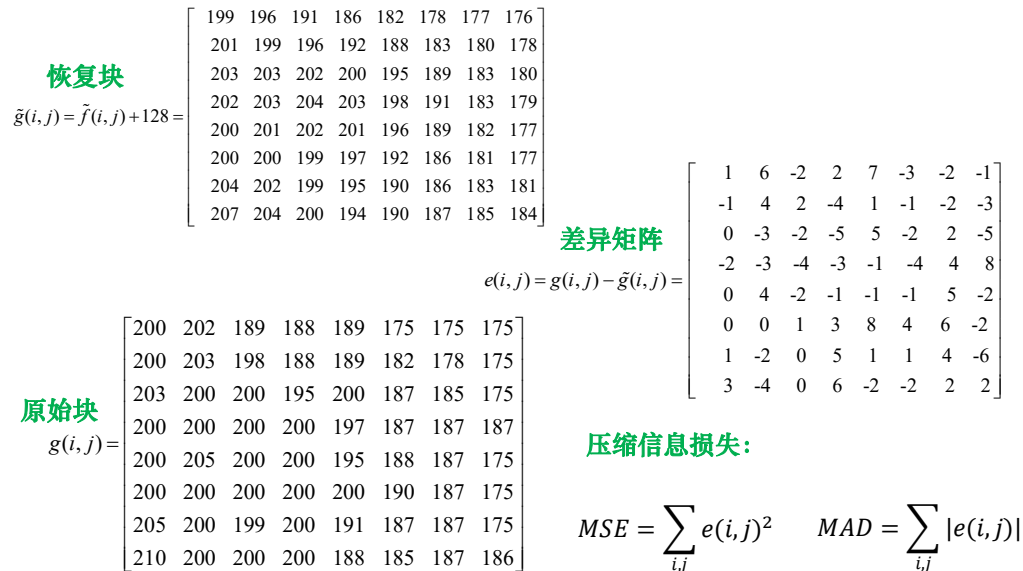 恢复块
g̃(i, j) = f̃(i, j)+128 =
199 196 191 186 182 178 177 176
201 199 196 192 188 183 180 178
203 203 202 200 195 189 183 180
202 203 204 203 198 191 183 179
200 201 202 201 196 189 182 177
200 200 199 197 192 186 181 177
204 202 199 195 190 186 183 181
207 204 200 194 190 187 185 184
差异矩阵
e(i, j) = g(i, j) − g̃(i, j) =
1 6 -2 2 7 -3 -2 -1
-1 4 2 -4 1 -1 -2 -3
0 -3 -2 -5 5 -2 2 -5
-2 -3 -4 -3 -1 -4 4 8
0 4 -2 -1 -1 -1 5 -2
0 0 1 3 8 4 6 -2
1 -2 0 5 1 1 4 -6
3 -4 0 6 -2 -2 2 2
原始块
g(i, j) =
200 202 189 188 189 175 175 175
200 203 198 188 189 182 178 175
203 200 200 195 200 187 185 175
200 200 200 200 197 187 187 187
200 205 200 200 195 188 187 175
200 200 200 200 200 190 187 175
205 200 199 200 191 187 187 175
210 200 200 200 188 185 187 186
压缩信息损失：
MSE = ∑ i,j e(i, j)² MAD = ∑ i,j |e(i, j)|